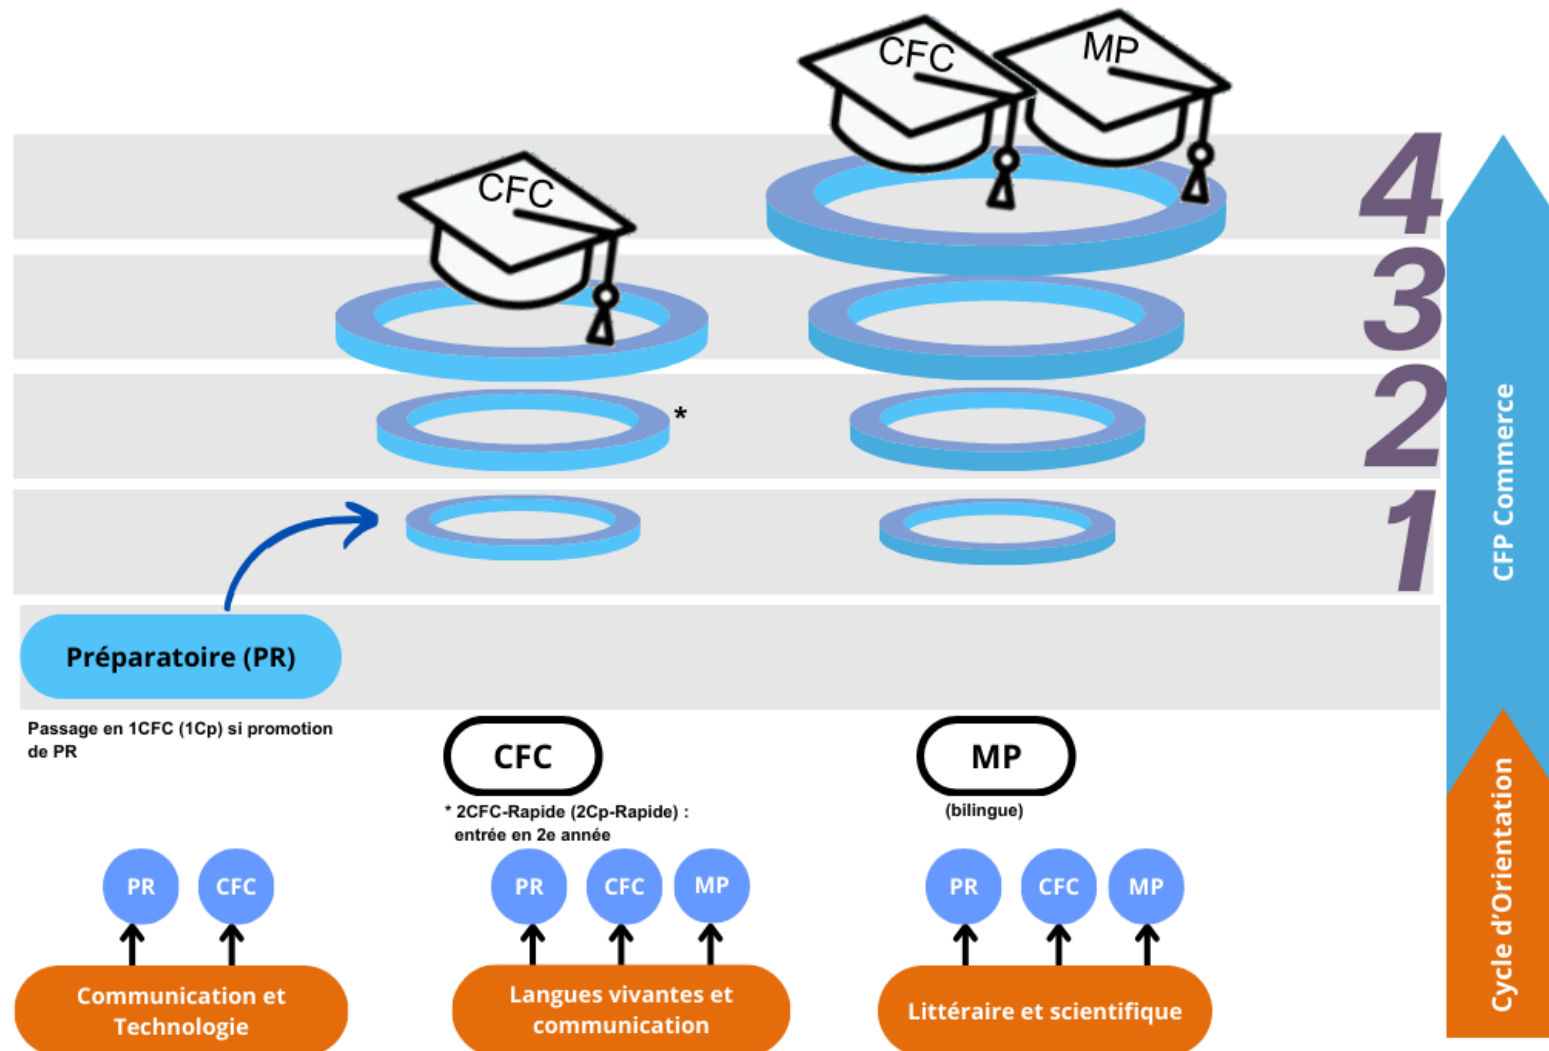 CFC
MP
CFC
4
3
2
*
1
Préparatoire (PR)
Passage en 1CFC (1Cp) si promotion
de PR
CFC
* 2CFC-Rapide (2Cp-Rapide) :
entrée en 2e année
MP
(bilingue)
PR
CFC
PR
CFC
MP
PR
CFC
MP
Communication et
Technologie
Langues vivantes et
communication
Littéraire et scientifique
CFP Commerce
Cycle d'Orientation